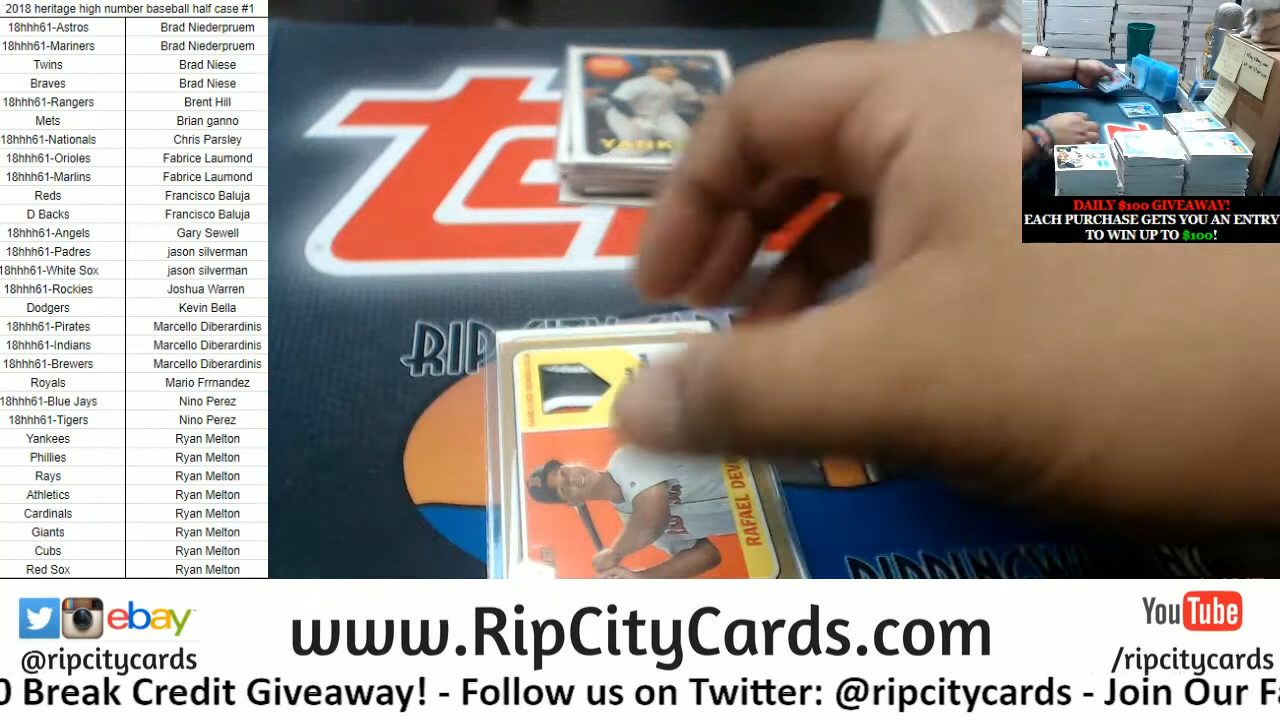 2018 heritage high number baseball half case #1
18hhh61-Astros Brad Niederpruem
18hhh61-Mariners Brad Niederpruem
Twins Brad Niese
Braves Brad Niese
18hhh61-Rangers Brent Hill
Mets Brian ganno
18hhh61-Nationals Chris Parsley
18hhh61-Orioles Fabrice Laumond
18hhh61-Marlins Fabrice Laumond
Reds Francisco Baluja
D Backs Francisco Baluja
18hhh61-Angels Gary Sewell
18hhh61-Padres jason silverman
18hhh61-White Sox jason silverman
18hhh61-Rockies Joshua Warren
Dodgers Kevin Bella
18hhh61-Pirates Marcello Diberardinis
18hhh61-Indians Marcello Diberardinis
18hhh61-Brewers Marcello Diberardinis
Royals Mario Frrnandez
18hhh61-Blue Jays Nino Perez
18hhh61-Tigers Nino Perez
Yankees Ryan Melton
Phillies Ryan Melton
Rays Ryan Melton
Athletics Ryan Melton
Cardinals Ryan Melton
Giants Ryan Melton
Cubs Ryan Melton
Red Sox Ryan Melton
YANK
RIP CITY
RAFAEL DEV
DAILY $100 GIVEAWAY!
EACH PURCHASE GETS YOU AN ENTRY
TO WIN UP TO $100!
ebay
@ripcitycards
www.RipCityCards.com
YouTube
/ripcitycards
0 Break Credit Giveaway! - Follow us on Twitter: @ripcitycards - Join Our Fa